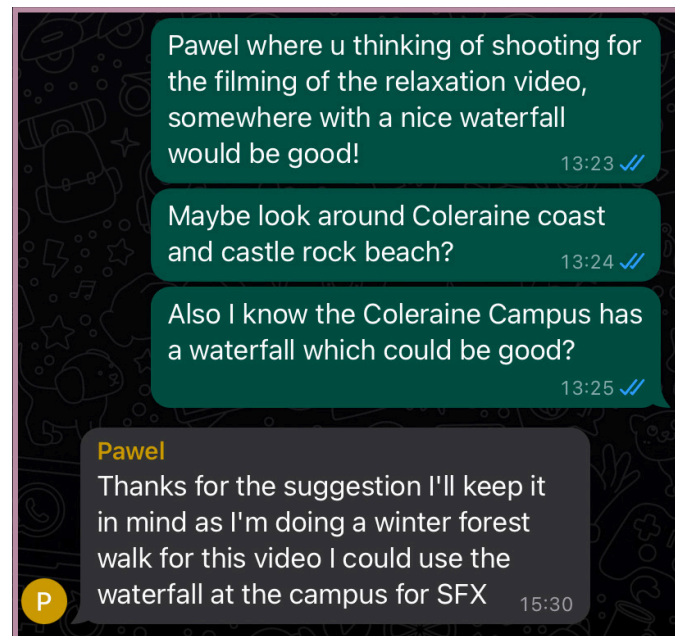 Pawel where u thinking of shooting for
the filming of the relaxation video,
somewhere with a nice waterfall
would be good!
13:23
Maybe look around Coleraine coast
and castle rock beach?
13:24
Also I know the Coleraine Campus has
a waterfall which could be good?
13:25
Pawel
Thanks for the suggestion I'll keep it
in mind as I'm doing a winter forest
walk for this video I could use the
waterfall at the campus for SFX
15:30
P